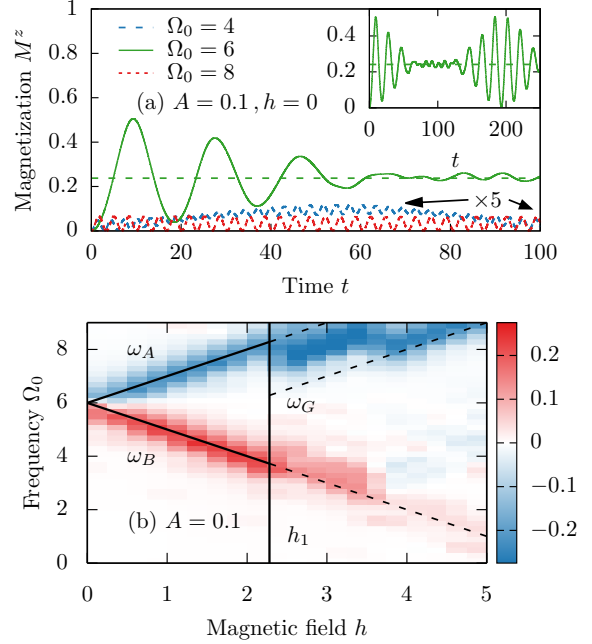 Magnetization M^z
1
0.8
0.6
0.4
0.2
0
Ω₀ = 4
Ω₀ = 6
Ω₀ = 8
(a) A = 0.1 , h = 0
×5
0 20 40 60 80 100
Time t
0.4
0.2
0
0 100 200
t
Frequency Ω₀
8
6
4
2
0
ω_A
ω_B
ω_G
(b) A = 0.1
h₁
0 1 2 3 4 5
Magnetic field h
0.2
0.1
0
−0.1
−0.2